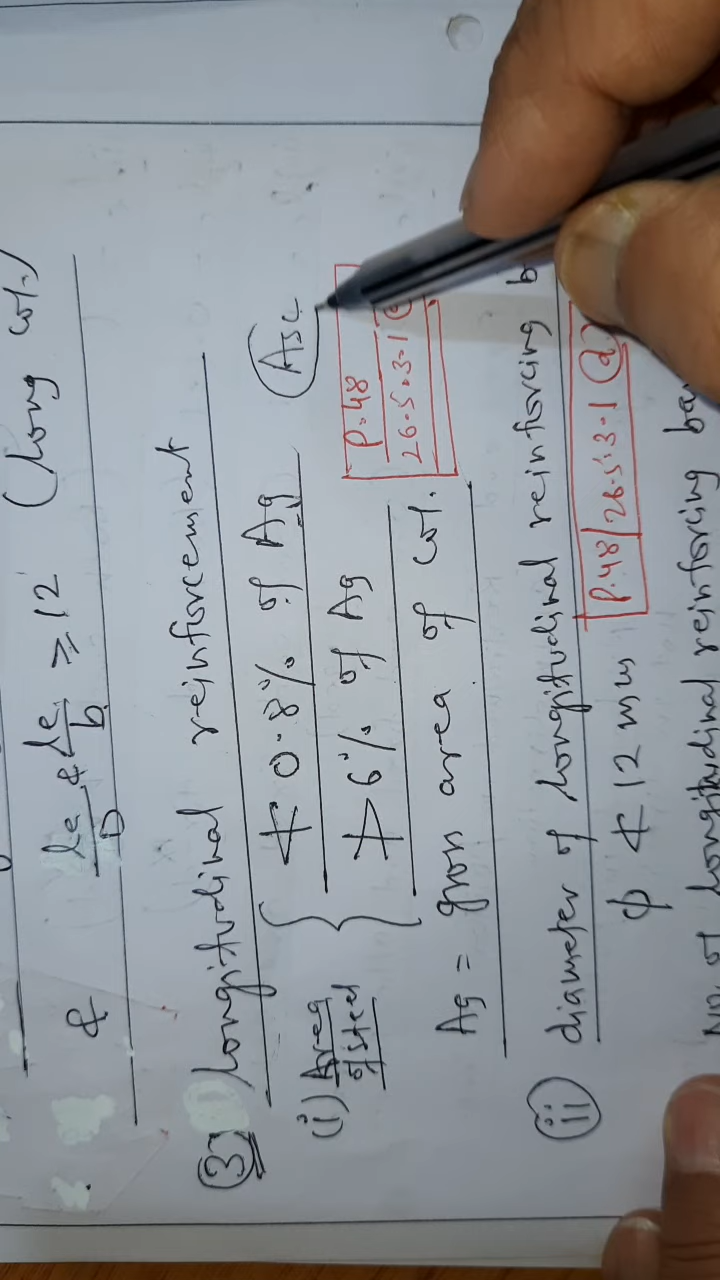 & le/D & le/b ≥ 12 (long col.)
③ longitudinal reinforcement
(i) Area of steel { ≮ 0.8% of Ag Asc
≯ 6% of Ag
P.48
26.5.3.1
Ag = gross area of col.
(ii) diameter of longitudinal reinforcing b
ϕ ≮ 12 mm P.48/26.5.3.1 (d)
No. of longitudinal reinforcing ba